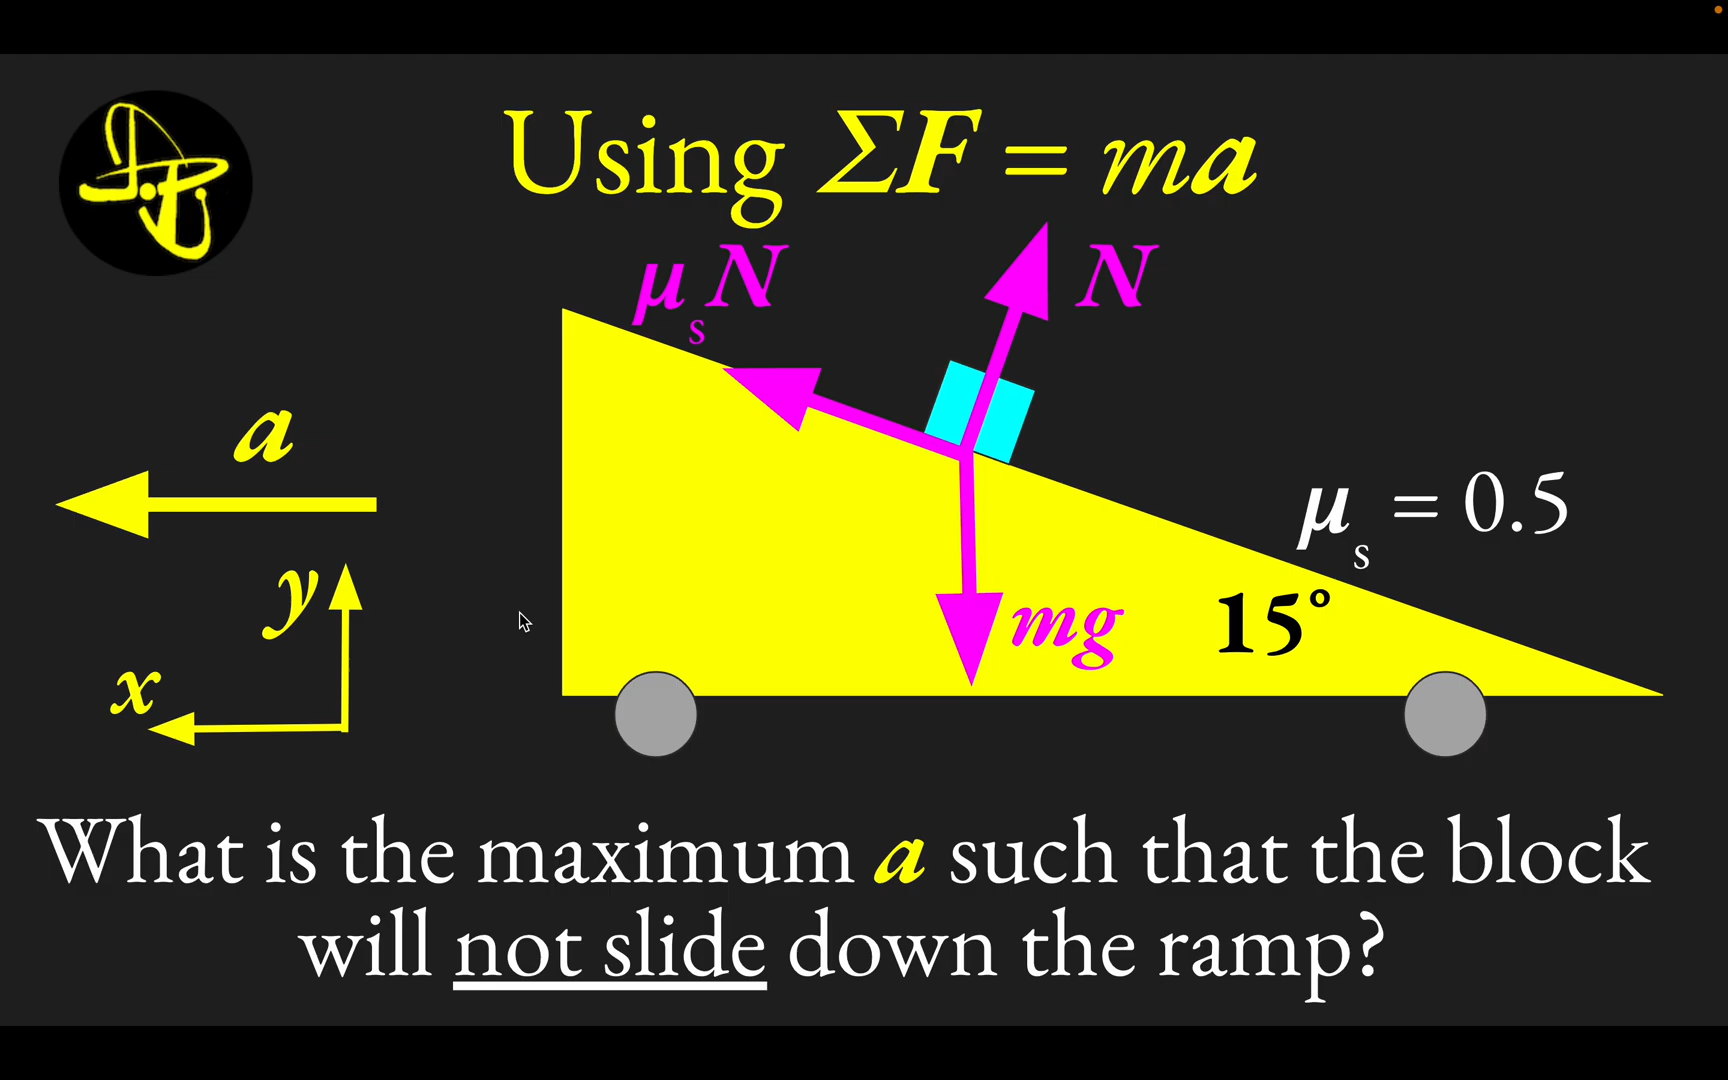 Using ΣF = ma
μsN
N
a
y
x
mg
μs = 0.5
15°
What is the maximum a such that the block
will not slide down the ramp?